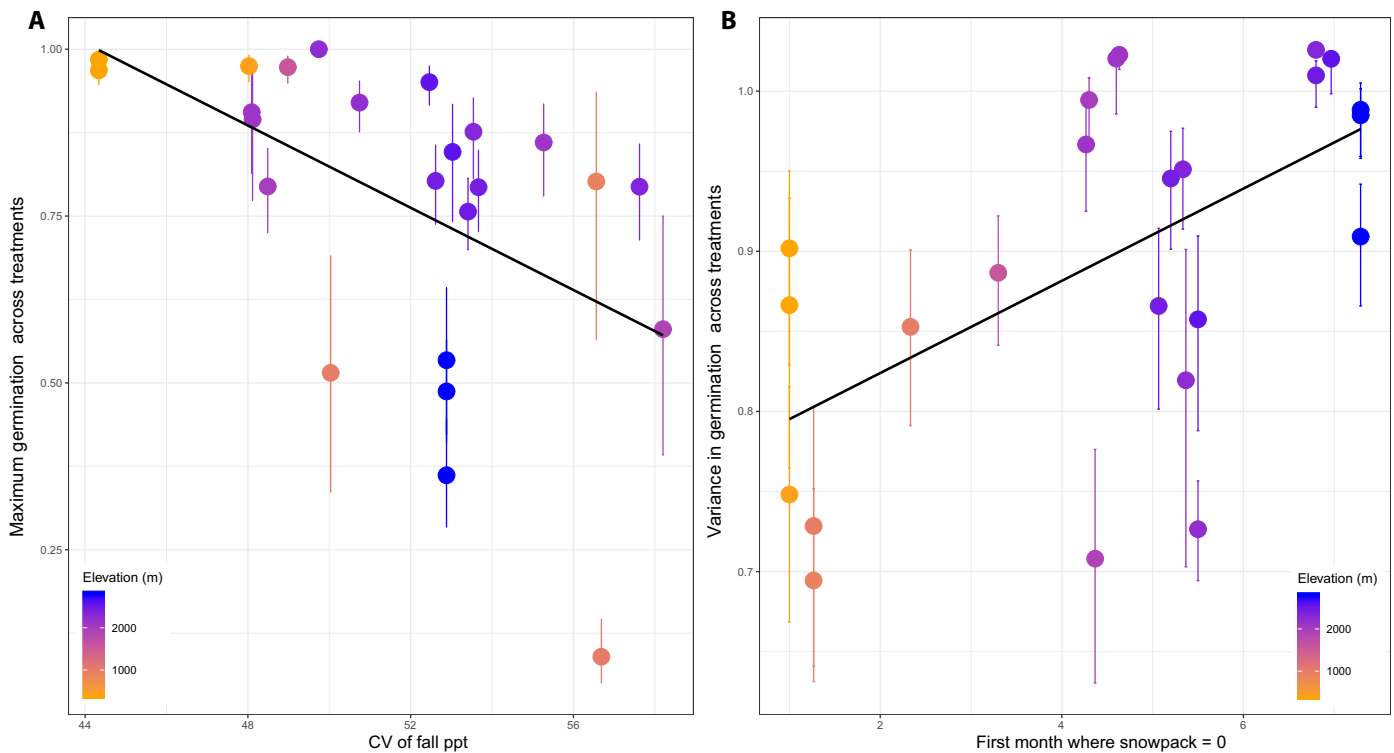 A
Maximum germination  across treatments
1.00
0.75
0.50
0.25
Elevation (m)
2000
1000
44
48
52
56
CV of fall ppt
B
Variance in germination  across treatments
1.0
0.9
0.8
0.7
Elevation (m)
2000
1000
2
4
6
First month where snowpack = 0